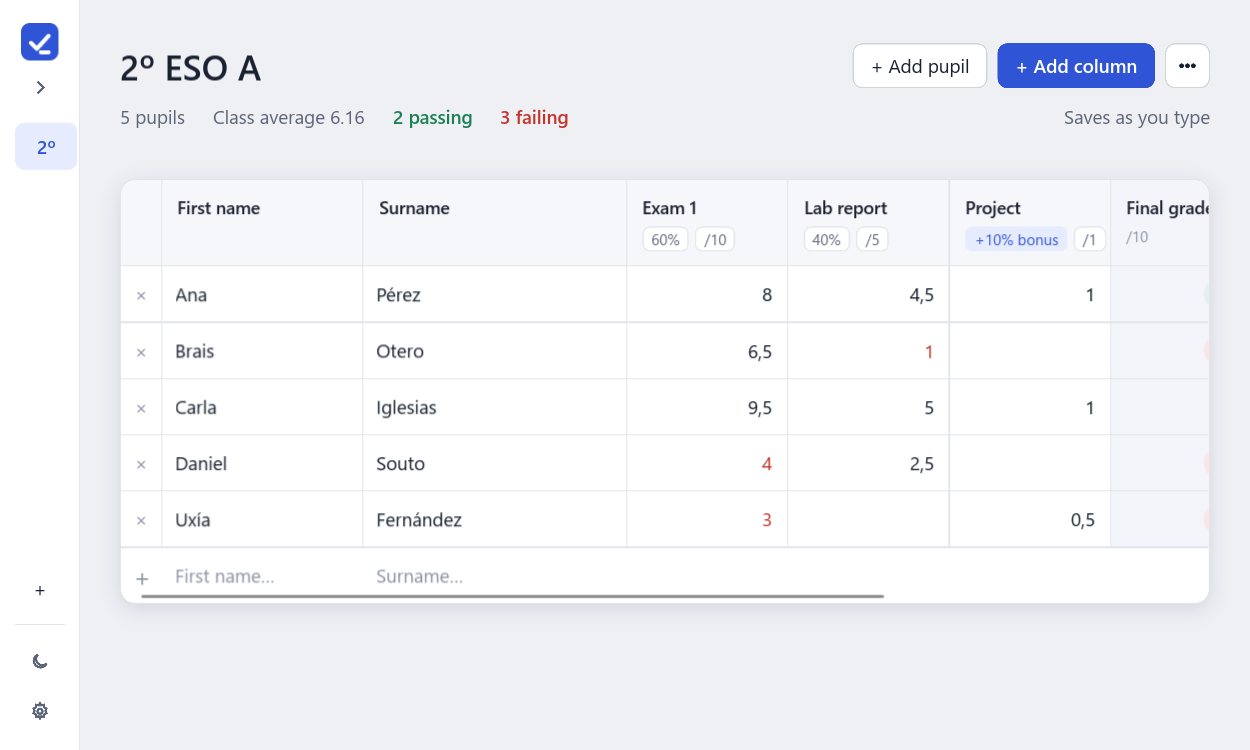 2º ESO A
+ Add pupil
+ Add column
5 pupils
Class average 6.16
2 passing
3 failing
Saves as you type
2º
First name
Surname
Exam 1
Lab report
Project
Final grade
60% /10
40% /5
+10% bonus /1
/10
× Ana Pérez 8 4,5 1
× Brais Otero 6,5 1
× Carla Iglesias 9,5 5 1
× Daniel Souto 4 2,5
× Uxía Fernández 3 0,5
+ First name... Surname...
+